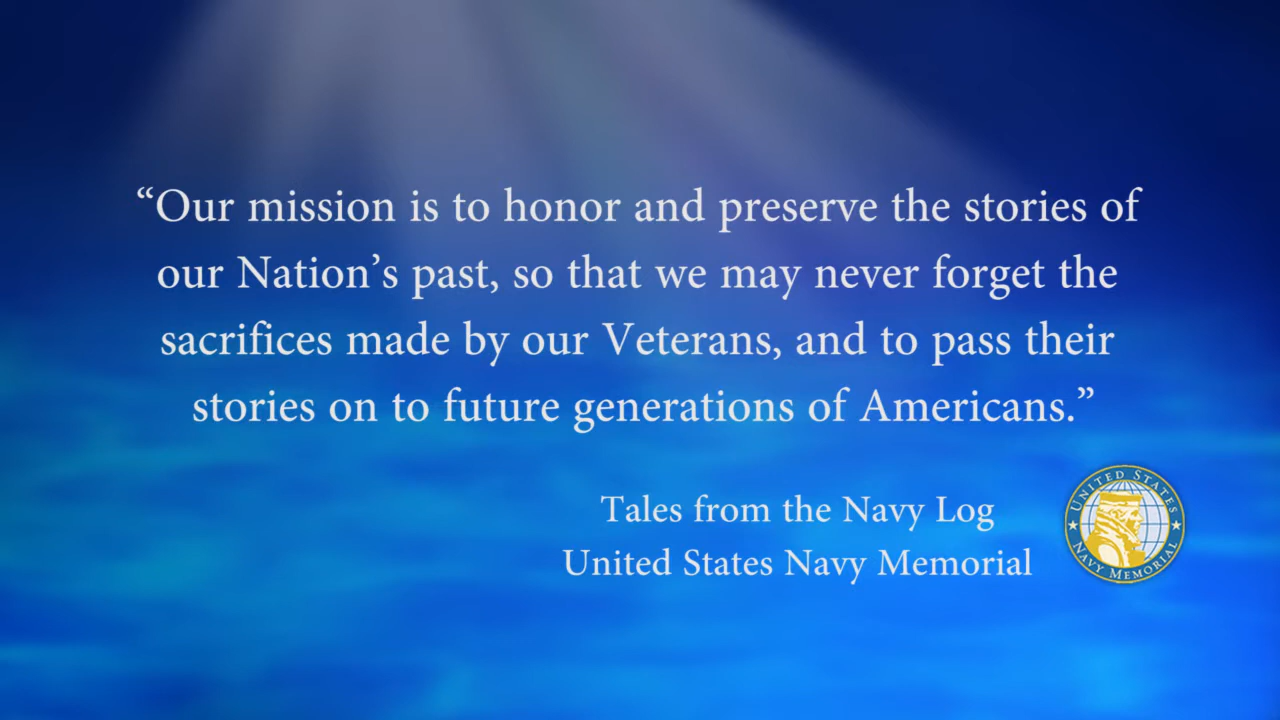 “Our mission is to honor and preserve the stories of
our Nation’s past, so that we may never forget the
sacrifices made by our Veterans, and to pass their
stories on to future generations of Americans.”
Tales from the Navy Log
United States Navy Memorial
UNITED STATES
NAVY MEMORIAL